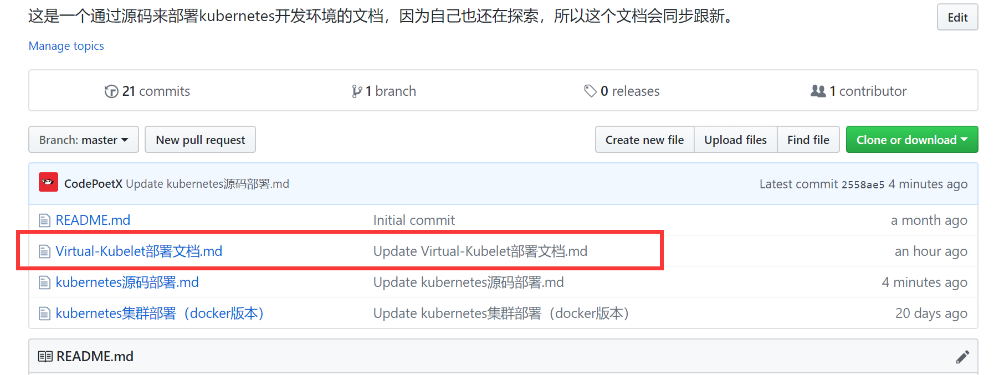 这是一个通过源码来部署kubernetes开发环境的文档，因为自己也还在探索，所以这个文档会同步跟新。 Edit
Manage topics
21 commits 1 branch 0 releases 1 contributor
Branch: master New pull request Create new file Upload files Find file Clone or download
CodePoetX Update kubernetes源码部署.md Latest commit 2558ae5 4 minutes ago
README.md Initial commit a month ago
Virtual-Kubelet部署文档.md Update Virtual-Kubelet部署文档.md an hour ago
kubernetes源码部署.md Update kubernetes源码部署.md 4 minutes ago
kubernetes集群部署（docker版本） Update kubernetes集群部署（docker版本） 20 days ago
README.md